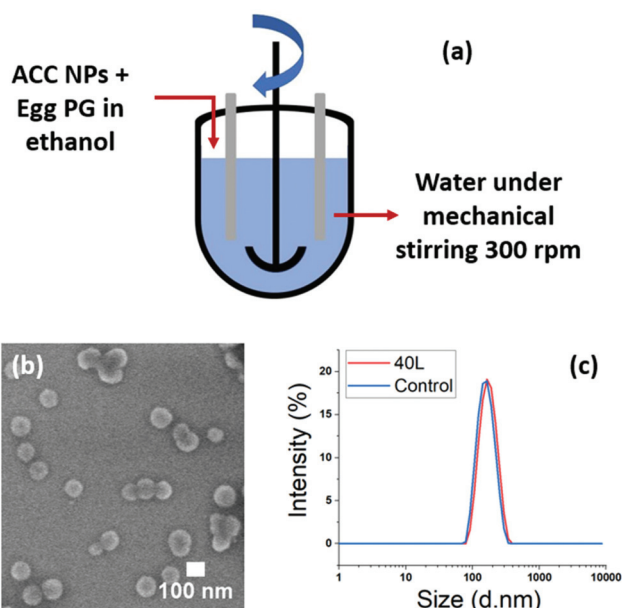 (a)
ACC NPs +
Egg PG in
ethanol
Water under
mechanical
stirring 300 rpm
(b)
100 nm
(c)
40L
Control
Intensity (%)
20
15
10
5
0
1
10
100
1000
10000
Size (d.nm)